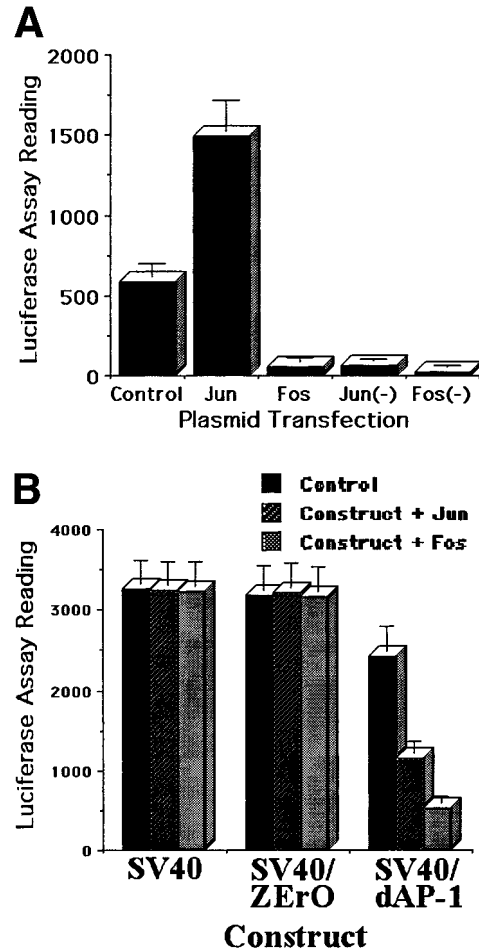 A
Luciferase Assay Reading
2000
1500
1000
500
0
Control Jun Fos Jun(-) Fos(-)
Plasmid Transfection
B
Control
Construct + Jun
Construct + Fos
Luciferase Assay Reading
4000
3000
2000
1000
0
SV40 SV40/ SV40/
ZErO dAP-1
Construct